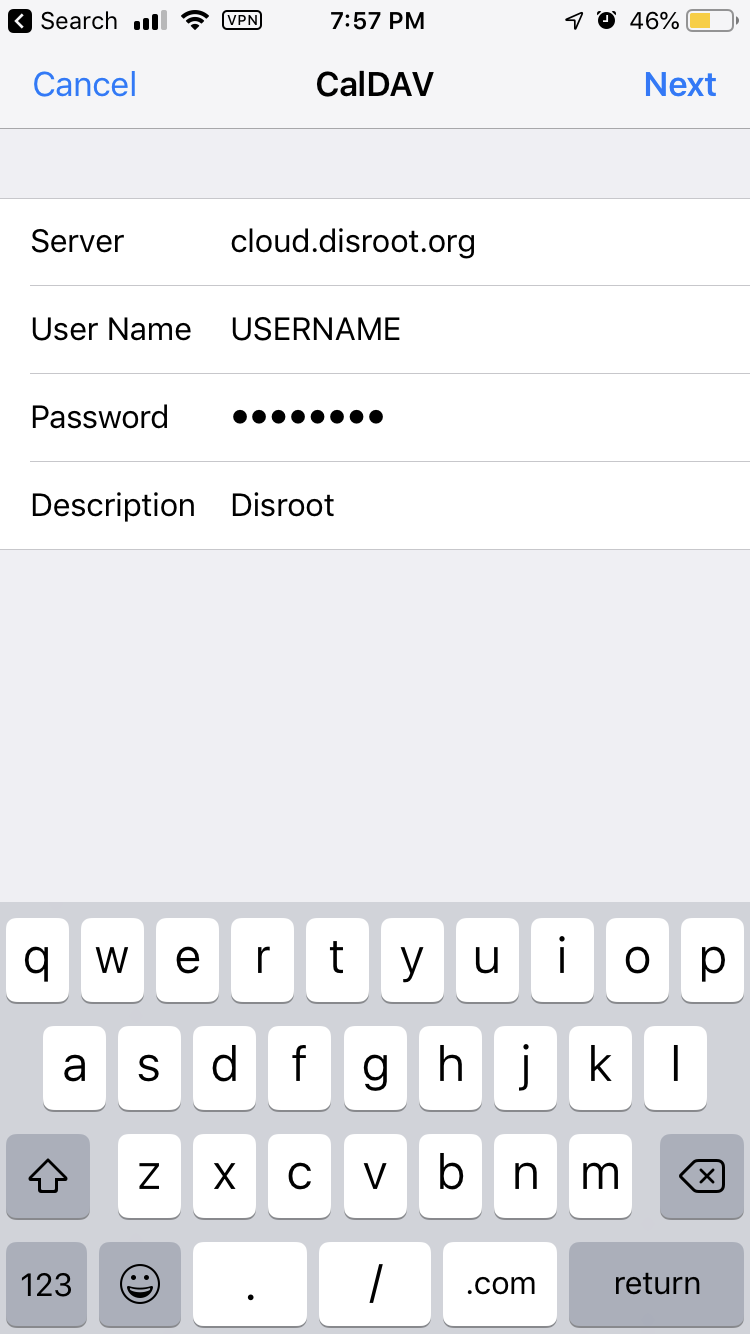 Search VPN 7:57 PM 46%
Cancel CalDAV Next
Server cloud.disroot.org
User Name USERNAME
Password ••••••••
Description Disroot
q w e r t y u i o p
a s d f g h j k l
z x c v b n m
123 . / .com return